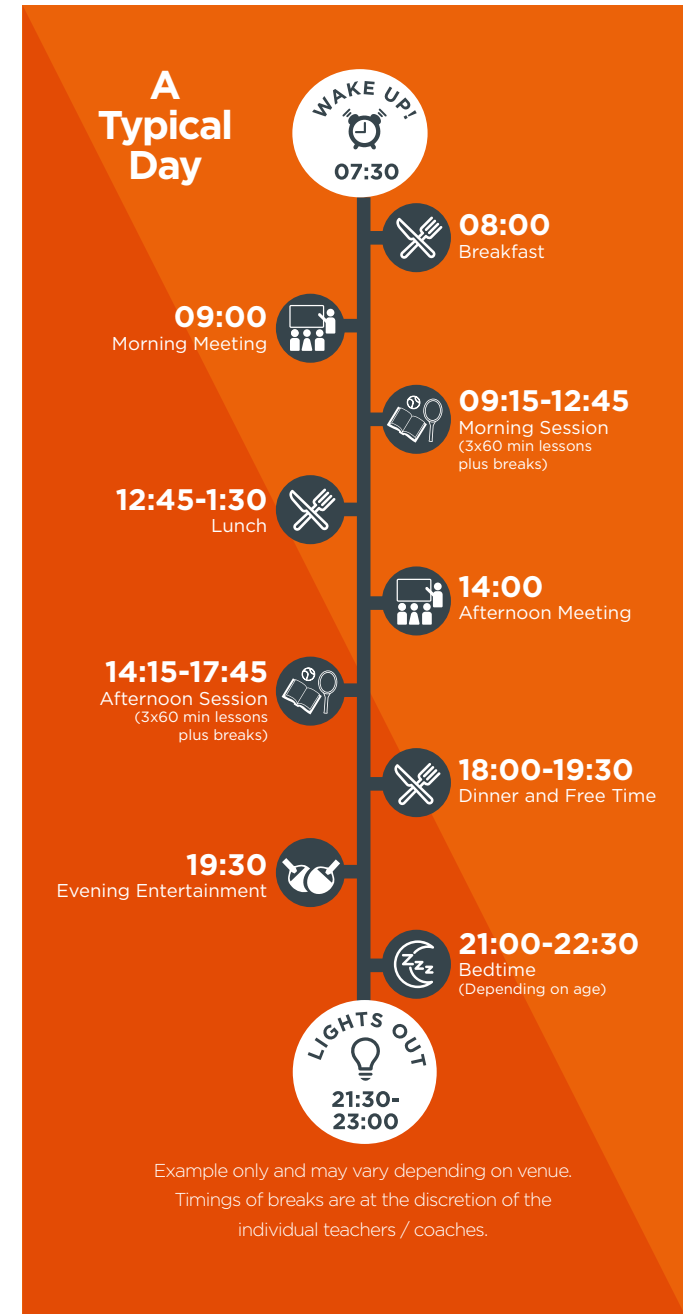 A
Typical
Day
WAKE UP!
07:30
08:00
Breakfast
09:00
Morning Meeting
09:15-12:45
Morning Session
(3x60 min lessons
plus breaks)
12:45-1:30
Lunch
14:00
Afternoon Meeting
14:15-17:45
Afternoon Session
(3x60 min lessons
plus breaks)
18:00-19:30
Dinner and Free Time
19:30
Evening Entertainment
21:00-22:30
Bedtime
(Depending on age)
zzz
LIGHTS OUT
21:30-
23:00
Example only and may vary depending on venue.
Timings of breaks are at the discretion of the
individual teachers / coaches.